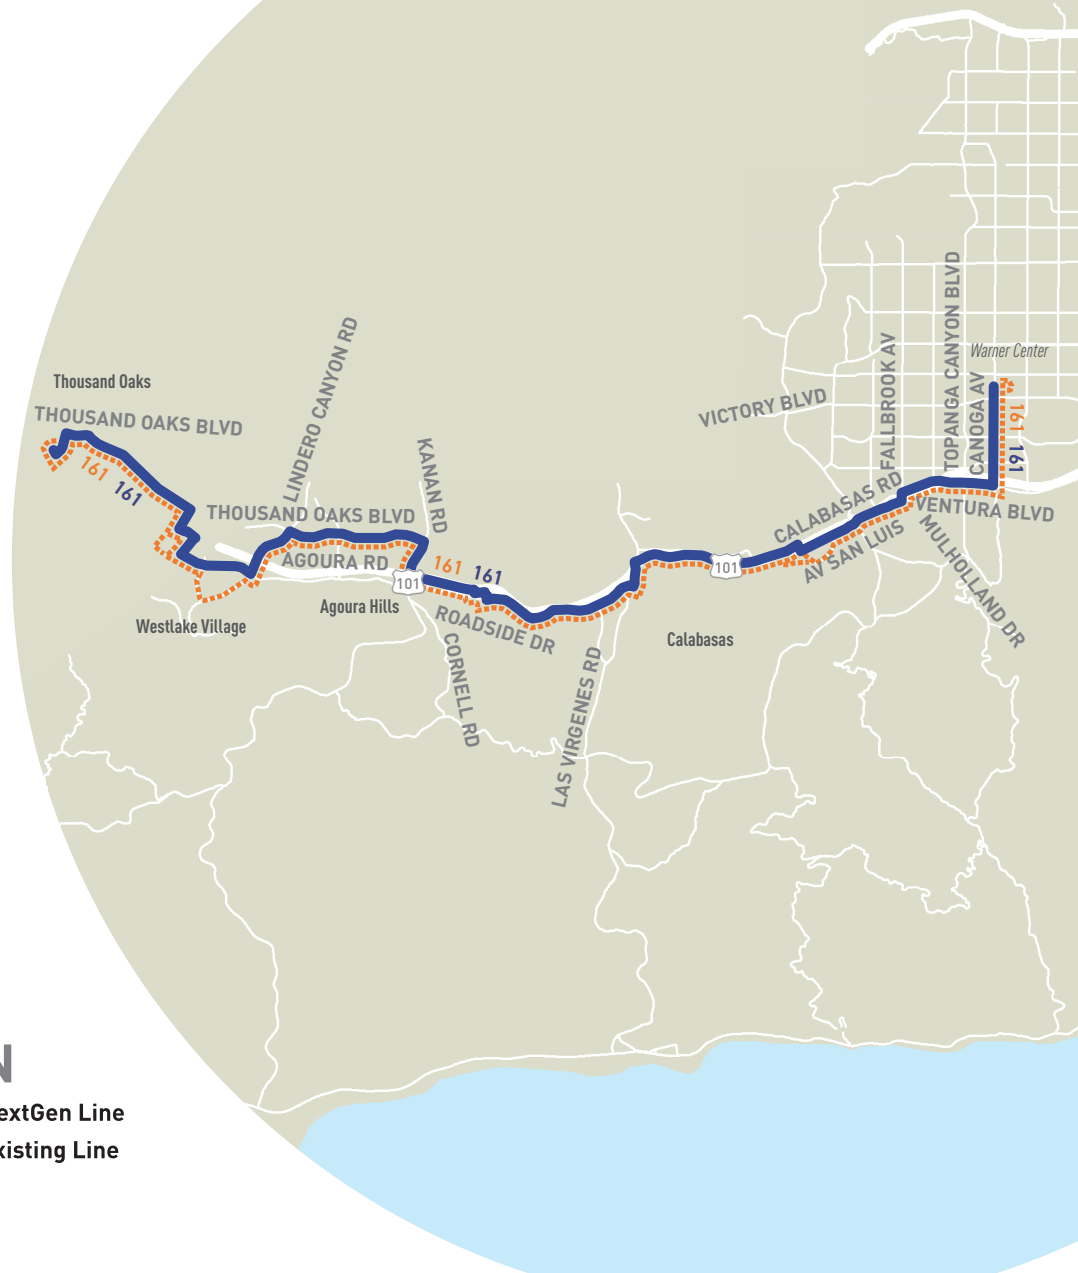 LINDERO CANYON RD
TOPANGA CANYON BLVD
FALLBROOK AV
Warner Center
CANOGA AV
Thousand Oaks
THOUSAND OAKS BLVD
VICTORY BLVD
161
161
161
161
KANAN RD
THOUSAND OAKS BLVD
CALABASAS RD
VENTURA BLVD
AV SAN LUIS
MULHOLLAND DR
AGOURA RD
101
161
161
101
Agoura Hills
ROADSIDE DR
Westlake Village
Calabasas
CORNELL RD
LAS VIRGENES RD
N
extGen Line
xisting Line